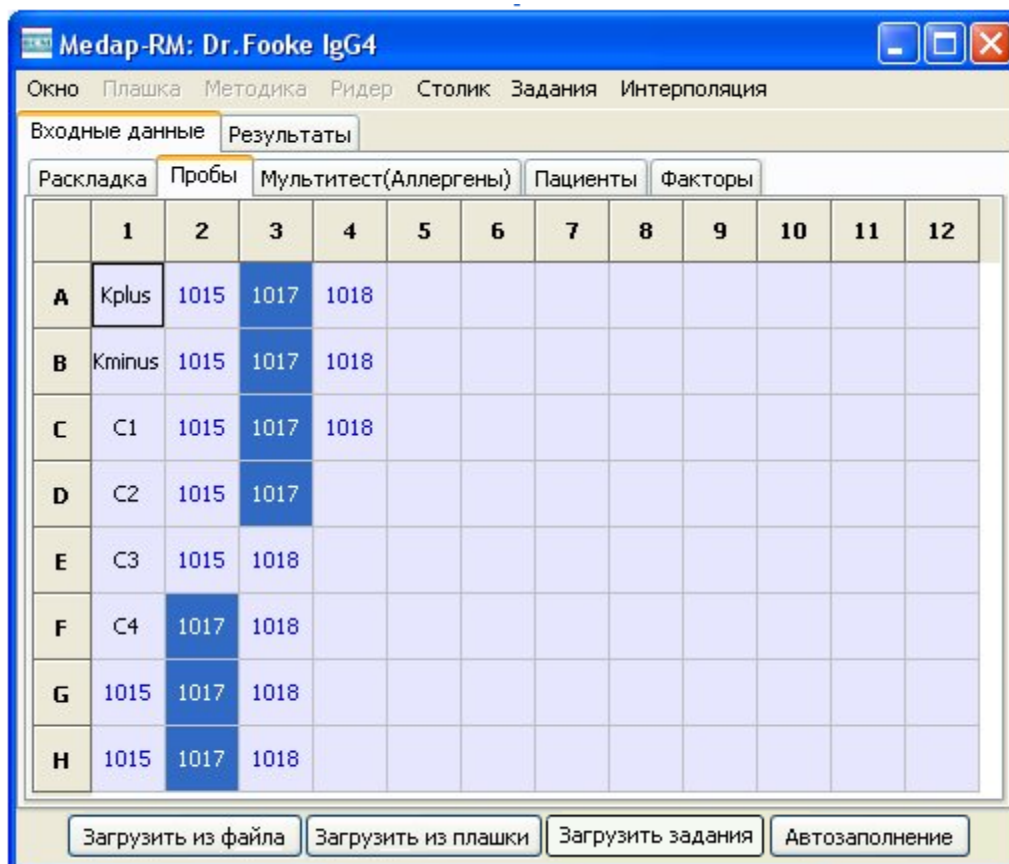 Medap-RM: Dr.Fooke IgG4
Окно Плашка Методика Ридер Столик Задания Интерполяция
Входные данные Результаты
Раскладка Пробы Мультитест(Аллергены) Пациенты Факторы
1 2 3 4 5 6 7 8 9 10 11 12
A Kplus 1015 1017 1018
B Kminus 1015 1017 1018
C C1 1015 1017 1018
D C2 1015 1017
E C3 1015 1018
F C4 1017 1018
G 1015 1017 1018
H 1015 1017 1018
Загрузить из файла Загрузить из плашки Загрузить задания Автозаполнение